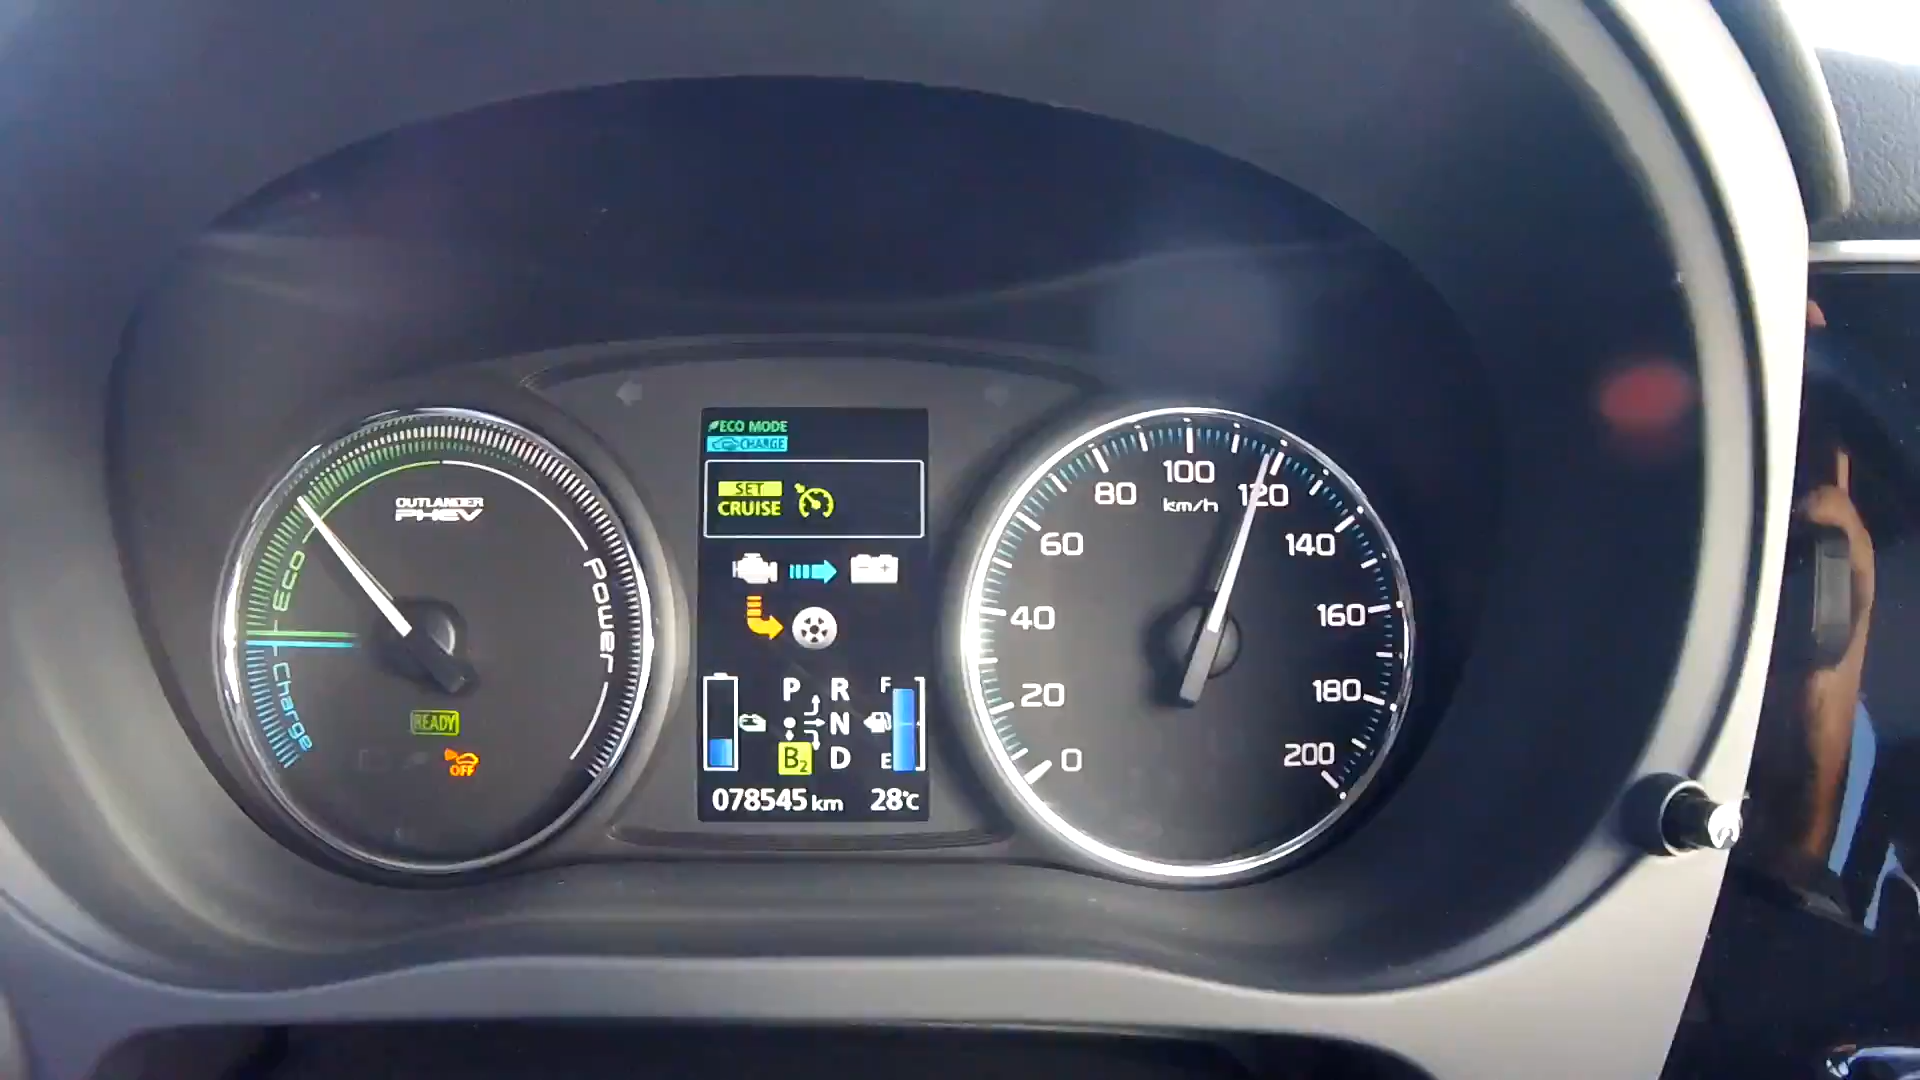 OUTLANDER
PHEV
Eco
Charge
Power
READY
OFF
ECO MODE
CHARGE
SET
CRUISE
P R
N
B2 D
F
E
078545 km 28°C
0
20
40
60
80
100
120
140
160
180
200
km/h